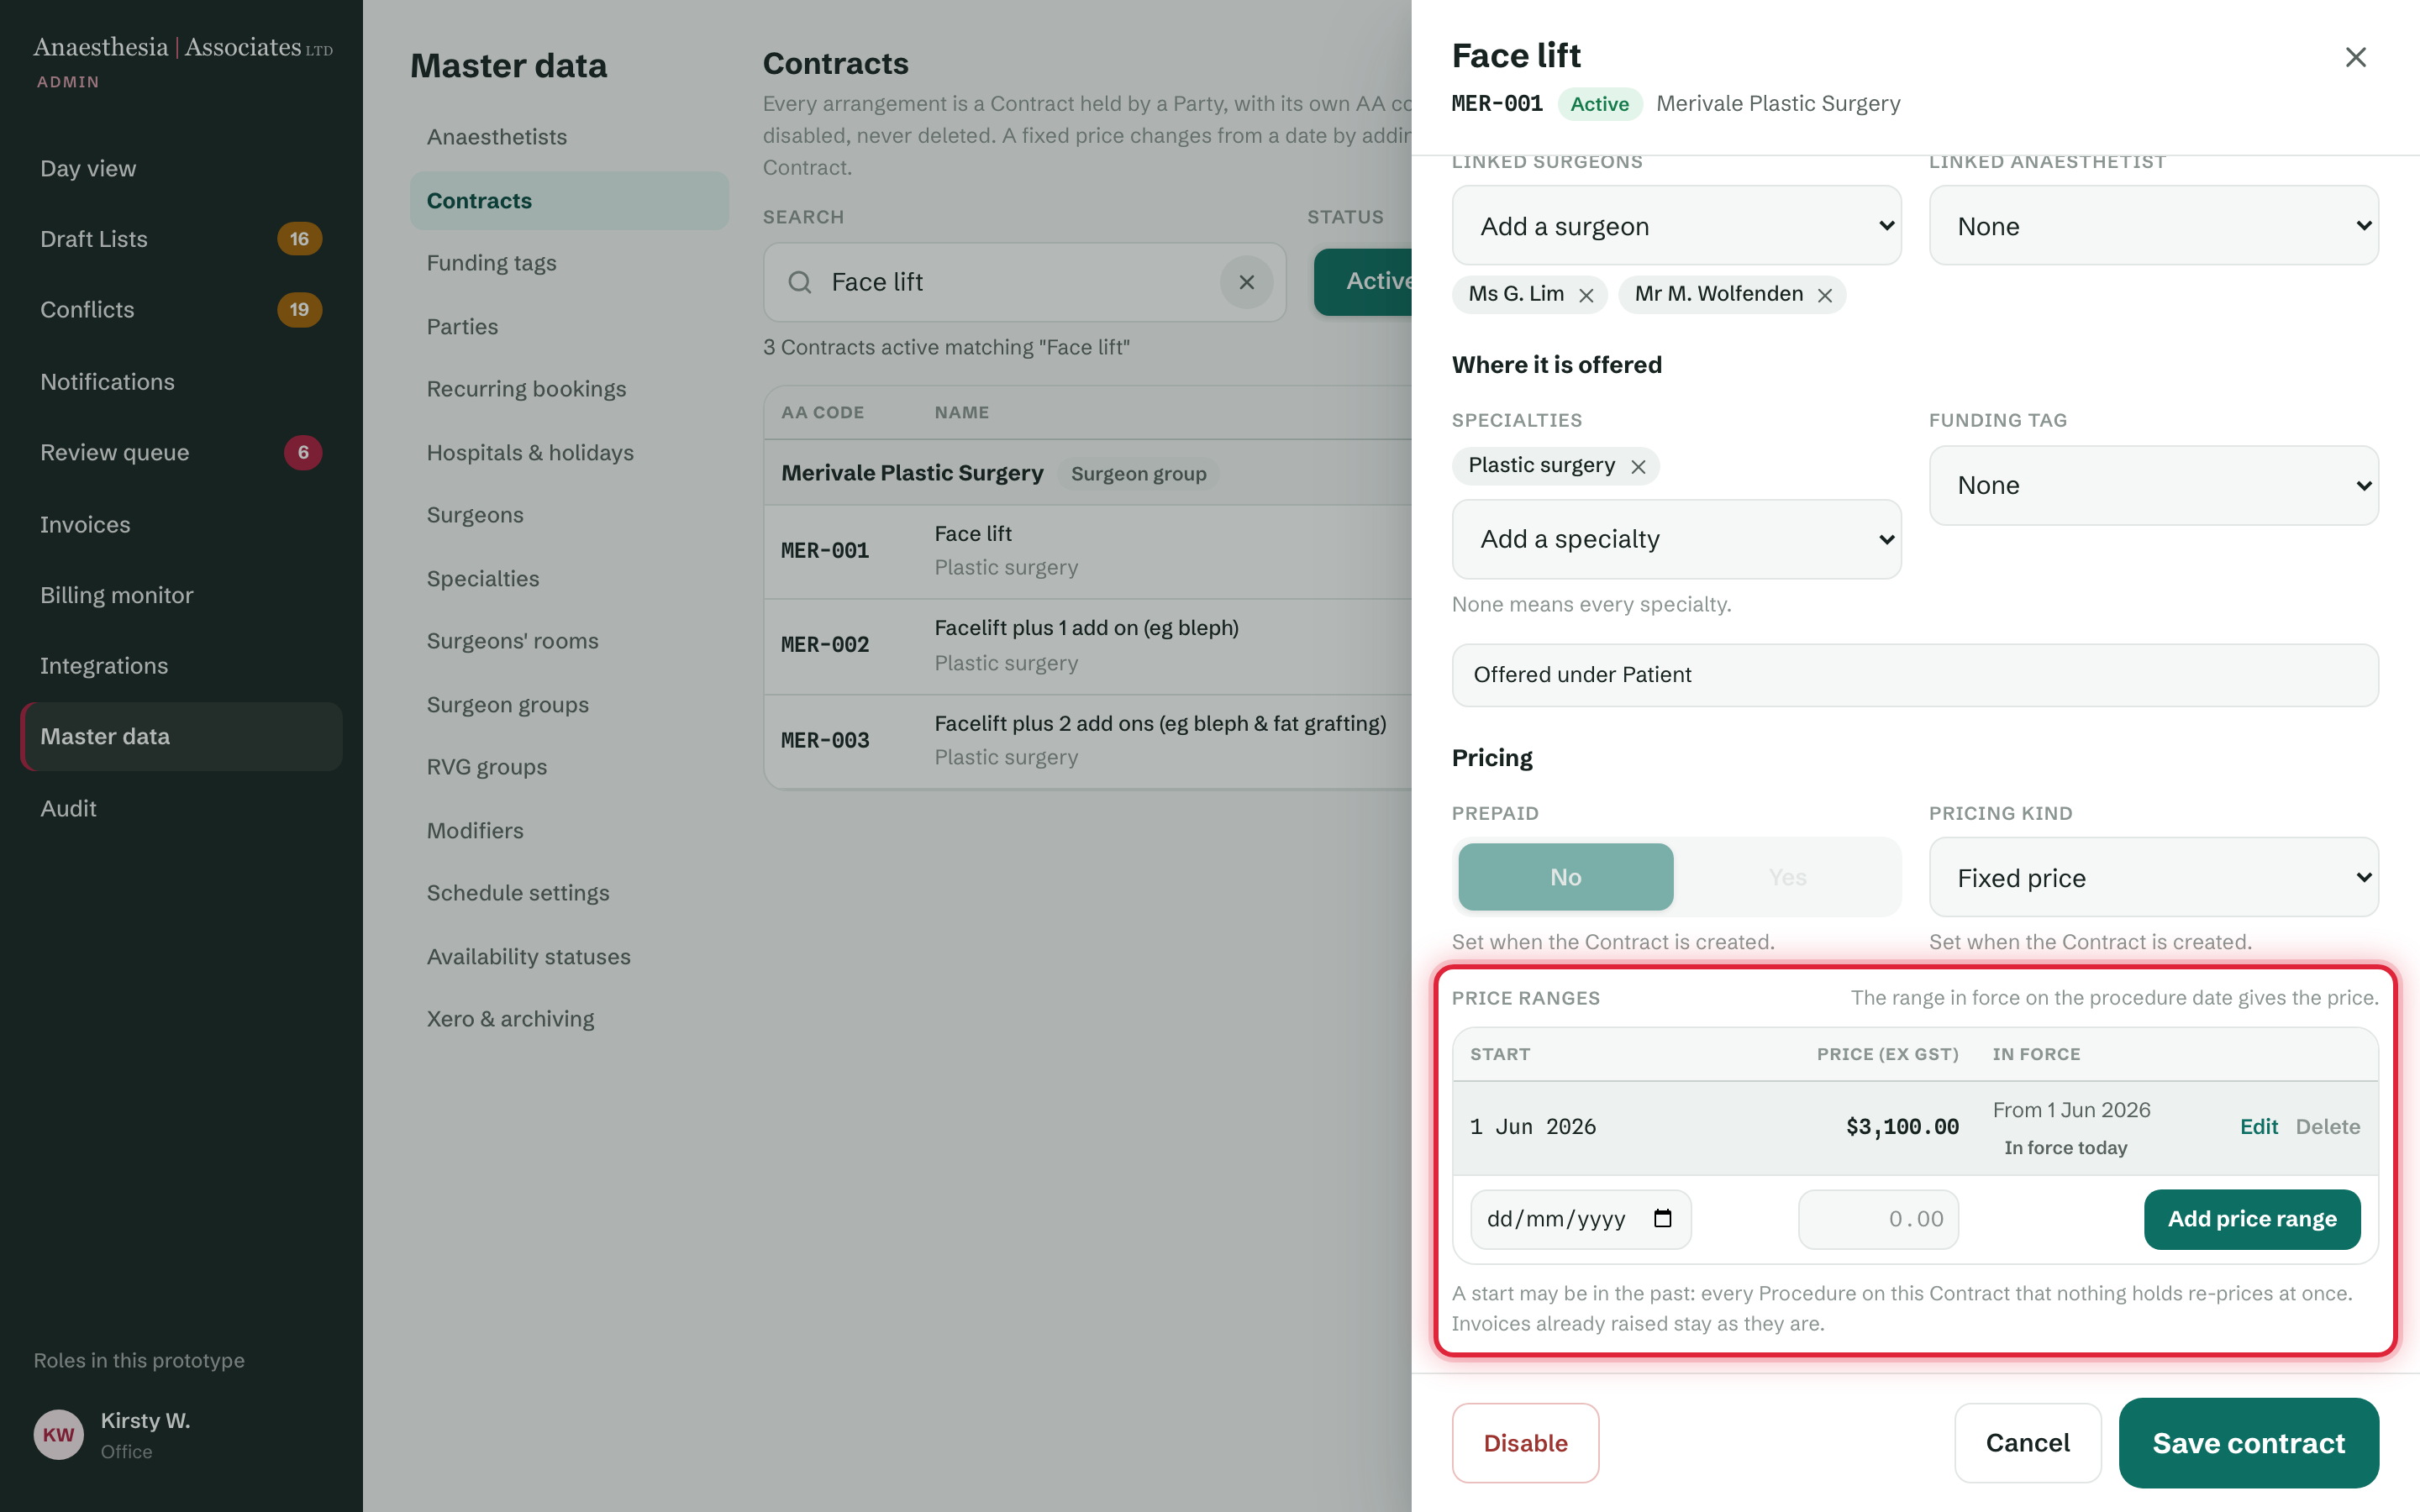 Anaesthesia | Associates LTD
ADMIN
Day view
Draft Lists 16
Conflicts 19
Notifications
Review queue 6
Invoices
Billing monitor
Integrations
Master data
Audit
Roles in this prototype
KW
Kirsty W.
Office
Master data
Anaesthetists
Contracts
Funding tags
Parties
Recurring bookings
Hospitals & holidays
Surgeons
Specialties
Surgeons' rooms
Surgeon groups
RVG groups
Modifiers
Schedule settings
Availability statuses
Xero & archiving
Contracts
Every arrangement is a Contract held by a Party, with its own AA
disabled, never deleted. A fixed price changes from a date by
Contract.
SEARCH STATUS
Face lift
Active
3 Contracts active matching "Face lift"
AA CODE NAME
Merivale Plastic Surgery Surgeon group
MER-001 Face lift
Plastic surgery
MER-002 Facelift plus 1 add on (eg bleph)
Plastic surgery
MER-003 Facelift plus 2 add ons (eg bleph & fat grafting)
Plastic surgery
Face lift
MER-001 Active Merivale Plastic Surgery
LINKED SURGEONS LINKED ANAESTHETIST
Add a surgeon None
Ms G. Lim Mr M. Wolfenden
Where it is offered
SPECIALTIES FUNDING TAG
Plastic surgery
None
Add a specialty
None means every specialty.
Offered under Patient
Pricing
PREPAID PRICING KIND
No Yes Fixed price
Set when the Contract is created. Set when the Contract is created.
PRICE RANGES The range in force on the procedure date gives the price.
START PRICE (EX GST) IN FORCE
1 Jun 2026 $3,100.00 From 1 Jun 2026 Edit Delete
In force today
dd/mm/yyyy 0.00 Add price range
A start may be in the past: every Procedure on this Contract that nothing holds re-prices at once.
Invoices already raised stay as they are.
Disable Cancel Save contract